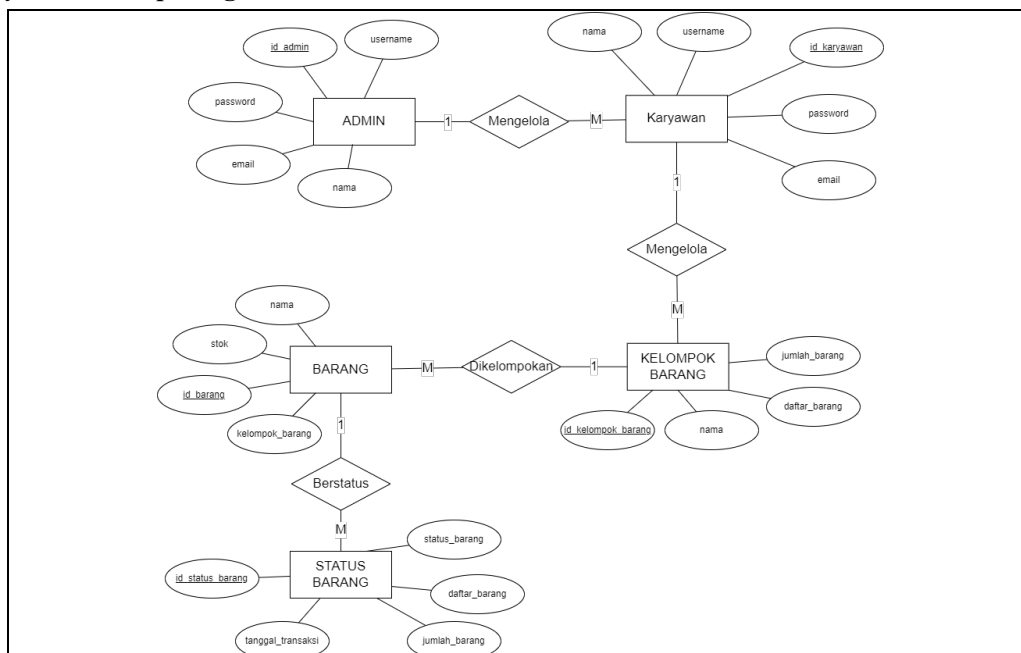 nama
username
username
id_admin
id_karyawan
password
ADMIN
1
Mengelola
M
Karyawan
password
email
nama
email
1
Mengelola
nama
M
stok
BARANG
M
Dikelompokan
1
KELOMPOK
BARANG
jumlah_barang
id_barang
daftar_barang
kelompok_barang
1
id_kelompok_barang
nama
Berstatus
M
status_barang
STATUS
BARANG
id_status_barang
daftar_barang
tanggal_transaksi
jumlah_barang